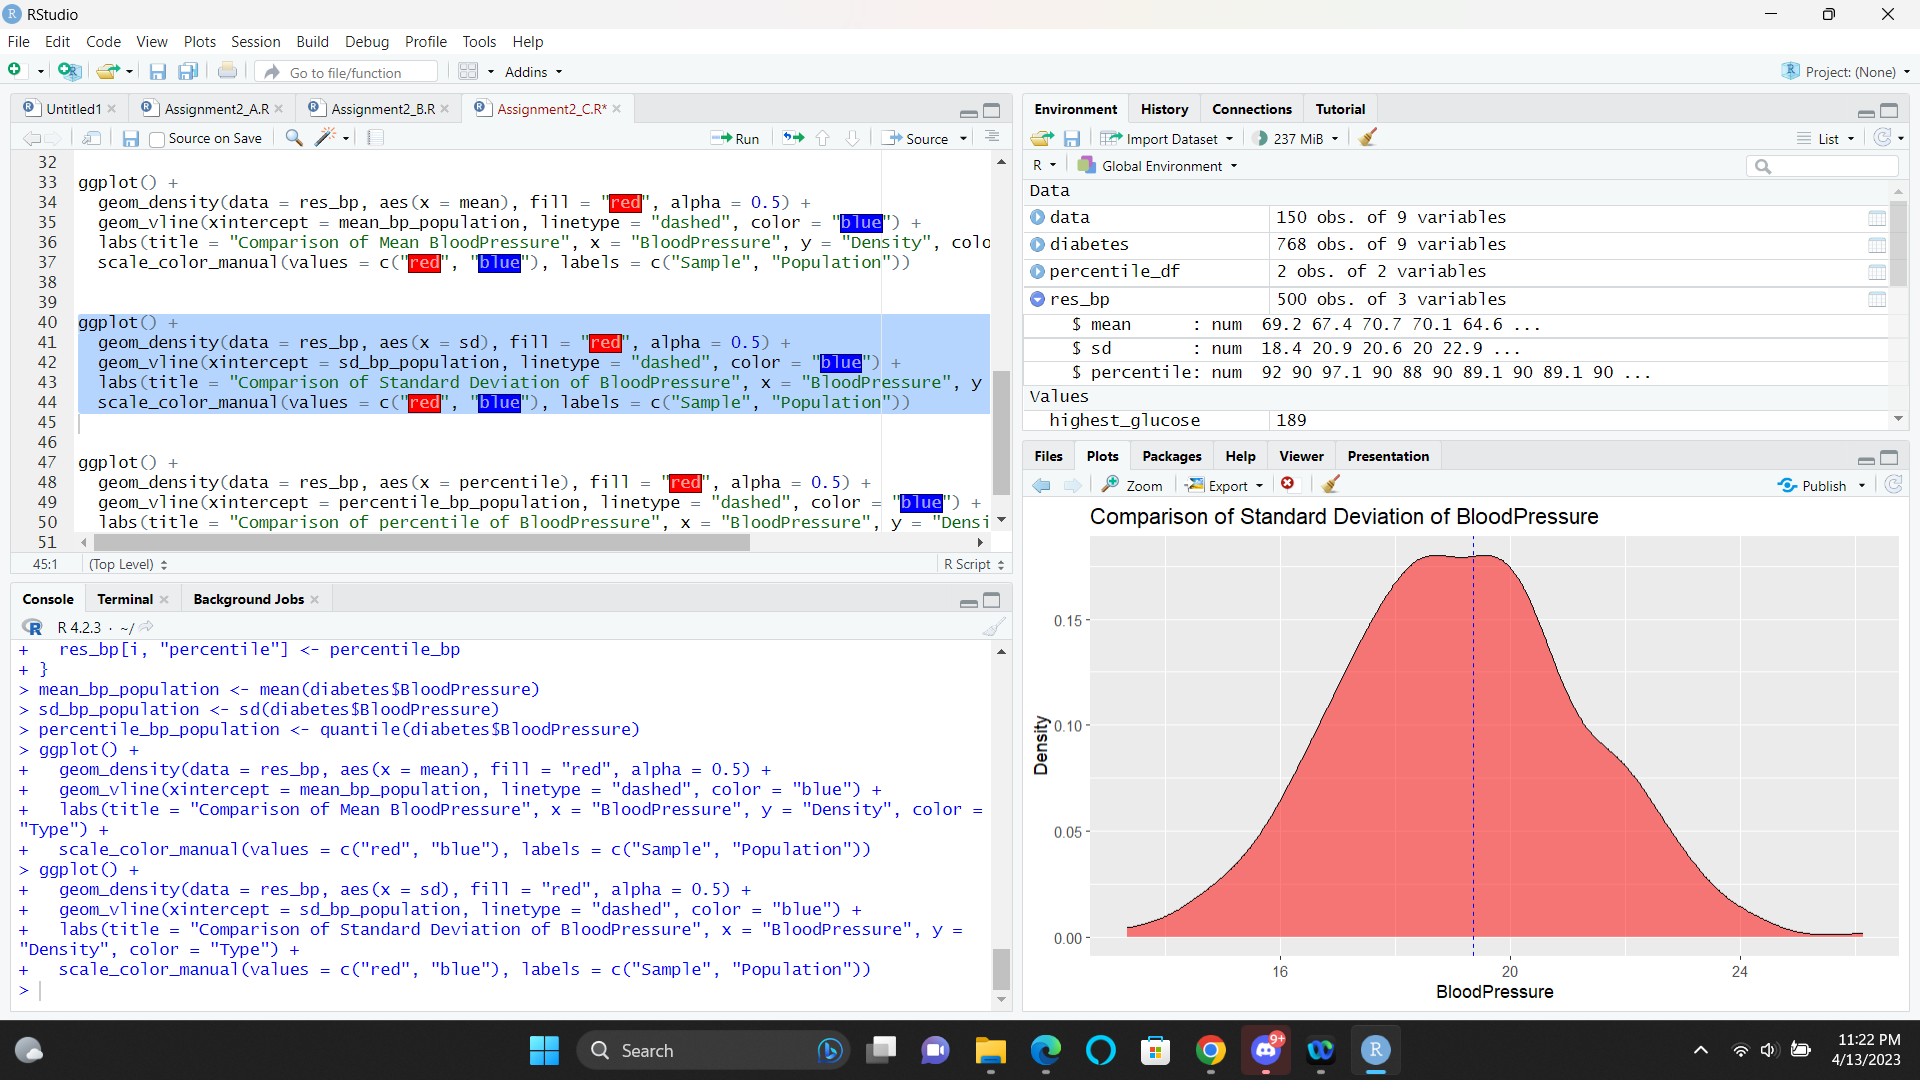 RStudio
File Edit Code View Plots Session Build Debug Profile Tools Help
Go to file/function Addins Project: (None)
Untitled1 Assignment2_A.R Assignment2_B.R Assignment2_C.R*
Source on Save Run Source
32
33 ggplot() +
34 geom_density(data = res_bp, aes(x = mean), fill = "red", alpha = 0.5) +
35 geom_vline(xintercept = mean_bp_population, linetype = "dashed", color = "blue") +
36 labs(title = "Comparison of Mean BloodPressure", x = "BloodPressure", y = "Density", colo
37 scale_color_manual(values = c("red", "blue"), labels = c("Sample", "Population"))
38
39
40 ggplot() +
41 geom_density(data = res_bp, aes(x = sd), fill = "red", alpha = 0.5) +
42 geom_vline(xintercept = sd_bp_population, linetype = "dashed", color = "blue") +
43 labs(title = "Comparison of Standard Deviation of BloodPressure", x = "BloodPressure", y
44 scale_color_manual(values = c("red", "blue"), labels = c("Sample", "Population"))
45
46
47 ggplot() +
48 geom_density(data = res_bp, aes(x = percentile), fill = "red", alpha = 0.5) +
49 geom_vline(xintercept = percentile_bp_population, linetype = "dashed", color = "blue") +
50 labs(title = "Comparison of percentile of BloodPressure", x = "BloodPressure", y = "Densi
51
45:1 (Top Level) R Script
Console Terminal Background Jobs
R 4.2.3 · ~/
+ res_bp[i, "percentile"] <- percentile_bp
+ }
> mean_bp_population <- mean(diabetes$BloodPressure)
> sd_bp_population <- sd(diabetes$BloodPressure)
> percentile_bp_population <- quantile(diabetes$BloodPressure)
> ggplot() +
+ geom_density(data = res_bp, aes(x = mean), fill = "red", alpha = 0.5) +
+ geom_vline(xintercept = mean_bp_population, linetype = "dashed", color = "blue") +
+ labs(title = "Comparison of Mean BloodPressure", x = "BloodPressure", y = "Density", color =
"Type") +
+ scale_color_manual(values = c("red", "blue"), labels = c("Sample", "Population"))
> ggplot() +
+ geom_density(data = res_bp, aes(x = sd), fill = "red", alpha = 0.5) +
+ geom_vline(xintercept = sd_bp_population, linetype = "dashed", color = "blue") +
+ labs(title = "Comparison of Standard Deviation of BloodPressure", x = "BloodPressure", y =
"Density", color = "Type") +
+ scale_color_manual(values = c("red", "blue"), labels = c("Sample", "Population"))
>
Environment History Connections Tutorial
Import Dataset 237 MiB List
R Global Environment
Data
data 150 obs. of 9 variables
diabetes 768 obs. of 9 variables
percentile_df 2 obs. of 2 variables
res_bp 500 obs. of 3 variables
$ mean : num 69.2 67.4 70.7 70.1 64.6 ...
$ sd : num 18.4 20.9 20.6 20 22.9 ...
$ percentile: num 92 90 97.1 90 88 90 89.1 90 89.1 90 ...
Values
highest_glucose 189
Files Plots Packages Help Viewer Presentation
Zoom Export Publish
Comparison of Standard Deviation of BloodPressure
0.15
0.10
0.05
0.00
Density
16 20 24
BloodPressure
Search
9+
R
11:22 PM
4/13/2023